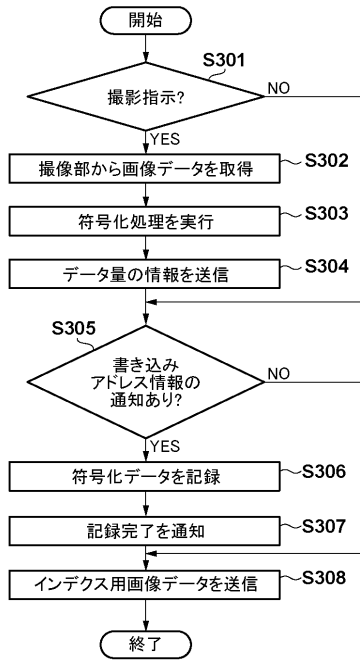 開始
S301
撮影指示?
NO
YES
撮像部から画像データを取得
S302
符号化処理を実行
S303
データ量の情報を送信
S304
S305
書き込み
アドレス情報の
通知あり?
NO
YES
符号化データを記録
S306
記録完了を通知
S307
インデクス用画像データを送信
S308
終了